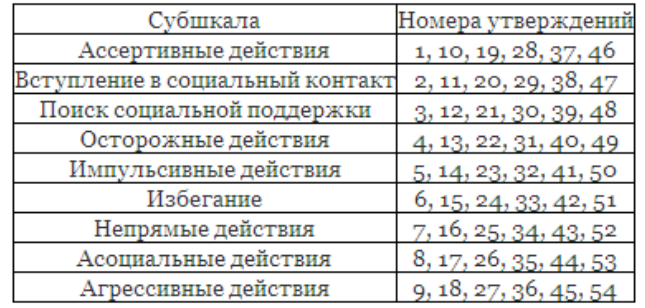 Субшкала Номера утверждений
Ассертивные действия 1, 10, 19, 28, 37, 46
Вступление в социальный контакт 2, 11, 20, 29, 38, 47
Поиск социальной поддержки 3, 12, 21, 30, 39, 48
Осторожные действия 4, 13, 22, 31, 40, 49
Импульсивные действия 5, 14, 23, 32, 41, 50
Избегание 6, 15, 24, 33, 42, 51
Непрямые действия 7, 16, 25, 34, 43, 52
Асоциальные действия 8, 17, 26, 35, 44, 53
Агрессивные действия 9, 18, 27, 36, 45, 54